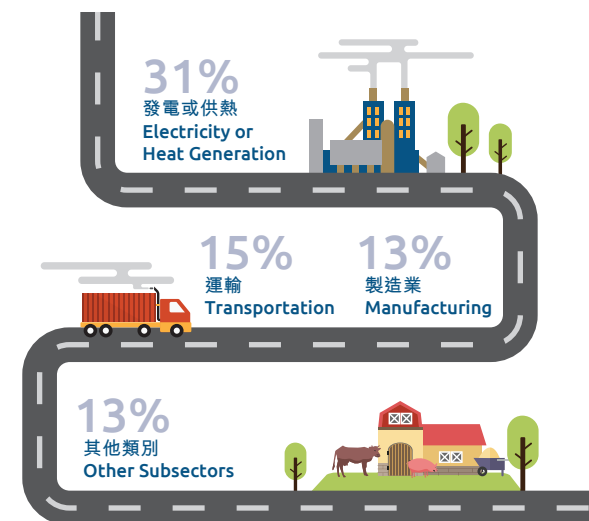 31%
發電或供熱
Electricity or
Heat Generation
15%
運輸
Transportation
13%
製造業
Manufacturing
13%
其他類別
Other Subsectors